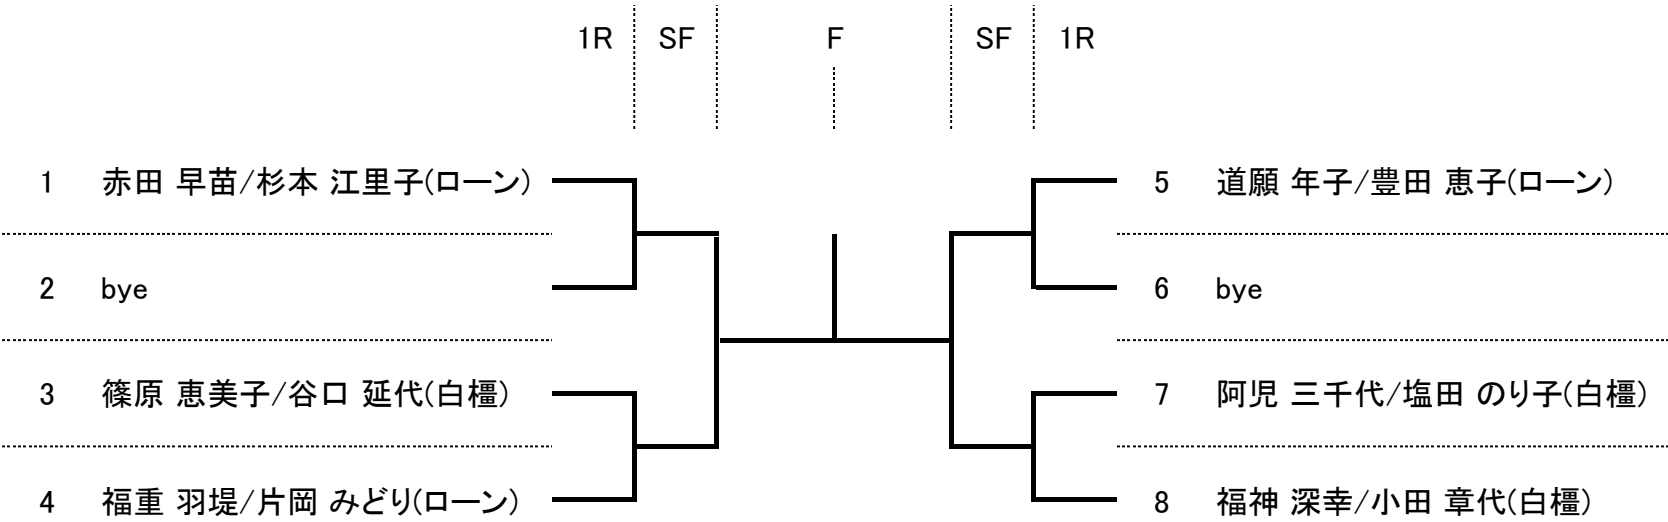 1R SF F SF 1R
1 赤田 早苗/杉本 江里子(ローン) 5 道願 年子/豊田 恵子(ローン)
2 bye 6 bye
3 篠原 恵美子/谷口 延代(白橿) 7 阿児 三千代/塩田 のり子(白橿)
4 福重 羽堤/片岡 みどり(ローン) 8 福神 深幸/小田 章代(白橿)